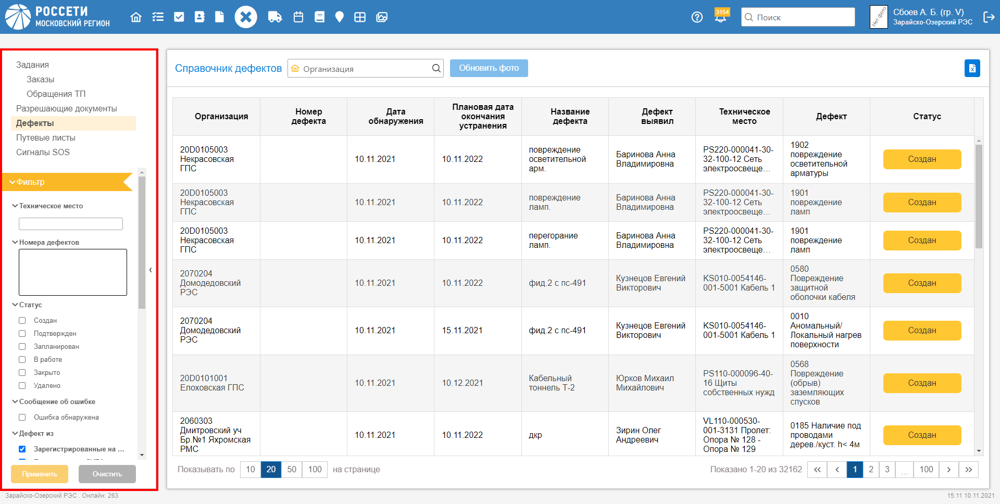 РОССЕТИ
МОСКОВСКИЙ РЕГИОН
3154
Поиск
Нет фото
Сбоев А. Б. (гр. V)
Зарайско-Озерский РЭС
Задания
Заказы
Обращения ТП
Разрешающие документы
Дефекты
Путевые листы
Сигналы SOS
Фильтр
Техническое место
Номера дефектов
Статус
Создан
Подтвержден
Запланирован
В работе
Закрыто
Удалено
Сообщение об ошибке
Ошибка обнаружена
Дефект из
Зарегистрированные на ...
Применить
Очистить
Справочник дефектов
Организация
Обновить фото
Организация
Номер
дефекта
Дата
обнаружения
Плановая дата
окончания
устранения
Название
дефекта
Дефект
выявил
Техническое
место
Дефект
Статус
20D0105003
Некрасовская
ГПС
10.11.2021
10.11.2022
повреждение
осветительной
арм.
Баринова Анна
Владимировна
PS220-000041-30-
32-100-12 Сеть
электроосвеще...
1902
повреждение
осветительной
арматуры
Создан
20D0105003
Некрасовская
ГПС
10.11.2021
10.11.2022
повреждение
ламп.
Баринова Анна
Владимировна
PS220-000041-30-
32-100-12 Сеть
электроосвеще...
1901
повреждение
ламп
Создан
20D0105003
Некрасовская
ГПС
10.11.2021
10.11.2022
перегорание
ламп.
Баринова Анна
Владимировна
PS220-000041-30-
32-100-12 Сеть
электроосвеще...
1901
повреждение
ламп
Создан
2070204
Домодедовский
РЭС
10.11.2021
10.11.2022
фид.2 с пс-491
Кузнецов Евгений
Викторович
KS010-0054146-
001-5001 Кабель 1
0580
Повреждение
защитной
оболочки кабеля
Создан
2070204
Домодедовский
РЭС
10.11.2021
15.11.2021
фид.2 с пс-491
Кузнецов Евгений
Викторович
KS010-0054146-
001-5001 Кабель 1
0010
Аномальный/
Локальный нагрев
поверхности
Создан
20D0101001
Елоховская ГПС
10.11.2021
10.12.2021
Кабельный
тоннель Т-2
Юрков Михаил
Михайлович
PS110-000096-40-
16 Щиты
собственных нужд
0568
Повреждение
(обрыв)
заземляющих
спусков
Создан
2060303
Дмитровский уч
Бр.№1 Яхромская
РМС
10.11.2021
10.11.2022
дкр
Зирин Олег
Андреевич
VL110-000530-
001-3131 Пролет:
Опора № 128 -
Опора № 129
0185 Наличие под
проводами
дерев./куст. h< 4м
Создан
Показывать по 10 20 50 100 на странице
Показано 1-20 из 32162 « ‹ 1 2 3 ... 100 › »
Зарайско-Озерский РЭС . Онлайн: 263
15:11 10.11.2021